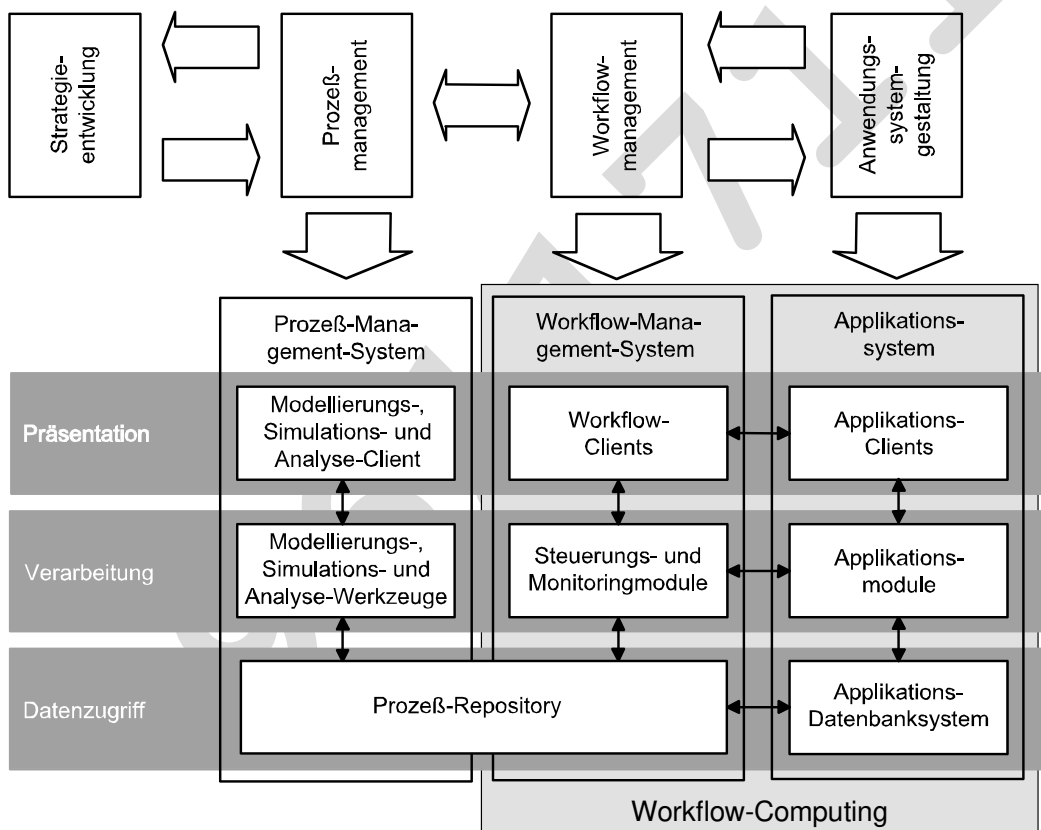 Strategie-
entwicklung
Prozeß-
management
Workflow-
management
Anwendungs-
system-
gestaltung
Prozeß-Mana-
gement-System
Workflow-Mana-
gement-System
Applikations-
system
Präsentation
Modellierungs-,
Simulations- und
Analyse-Client
Workflow-
Clients
Applikations-
Clients
Verarbeitung
Modellierungs-,
Simulations- und
Analyse-Werkzeuge
Steuerungs- und
Monitoringmodule
Applikations-
module
Datenzugriff
Prozeß-Repository
Applikations-
Datenbanksystem
Workflow-Computing